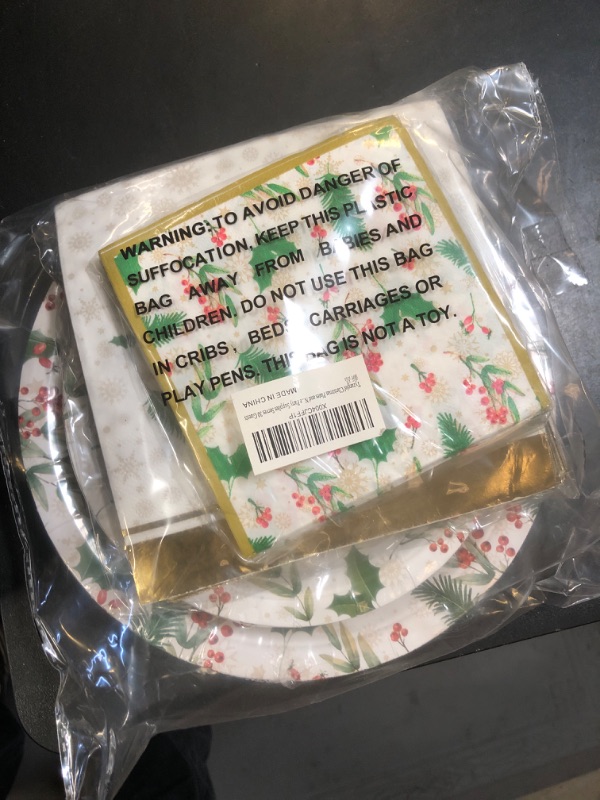 WARNING: TO AVOID DANGER OF
SUFFOCATION, KEEP THIS PLASTIC
BAG AWAY FROM BABIES AND
CHILDREN. DO NOT USE THIS BAG
IN CRIBS, BEDS, CARRIAGES OR
PLAY PENS. THIS BAG IS NOT A TOY.
MADE IN CHINA